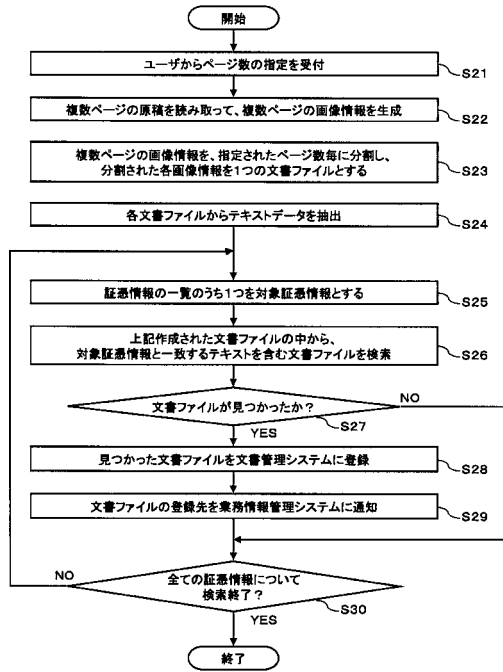 開始
ユーザからページ数の指定を受付
S21
複数ページの原稿を読み取って、複数ページの画像情報を生成
S22
複数ページの画像情報を、指定されたページ数毎に分割し、
分割された各画像情報を1つの文書ファイルとする
S23
各文書ファイルからテキストデータを抽出
S24
証憑情報の一覧のうち1つを対象証憑情報とする
S25
上記作成された文書ファイルの中から、
対象証憑情報と一致するテキストを含む文書ファイルを検索
S26
文書ファイルが見つかったか?
NO
S27
YES
見つかった文書ファイルを文書管理システムに登録
S28
文書ファイルの登録先を業務情報管理システムに通知
S29
NO
全ての証憑情報について
検索終了?
S30
YES
終了